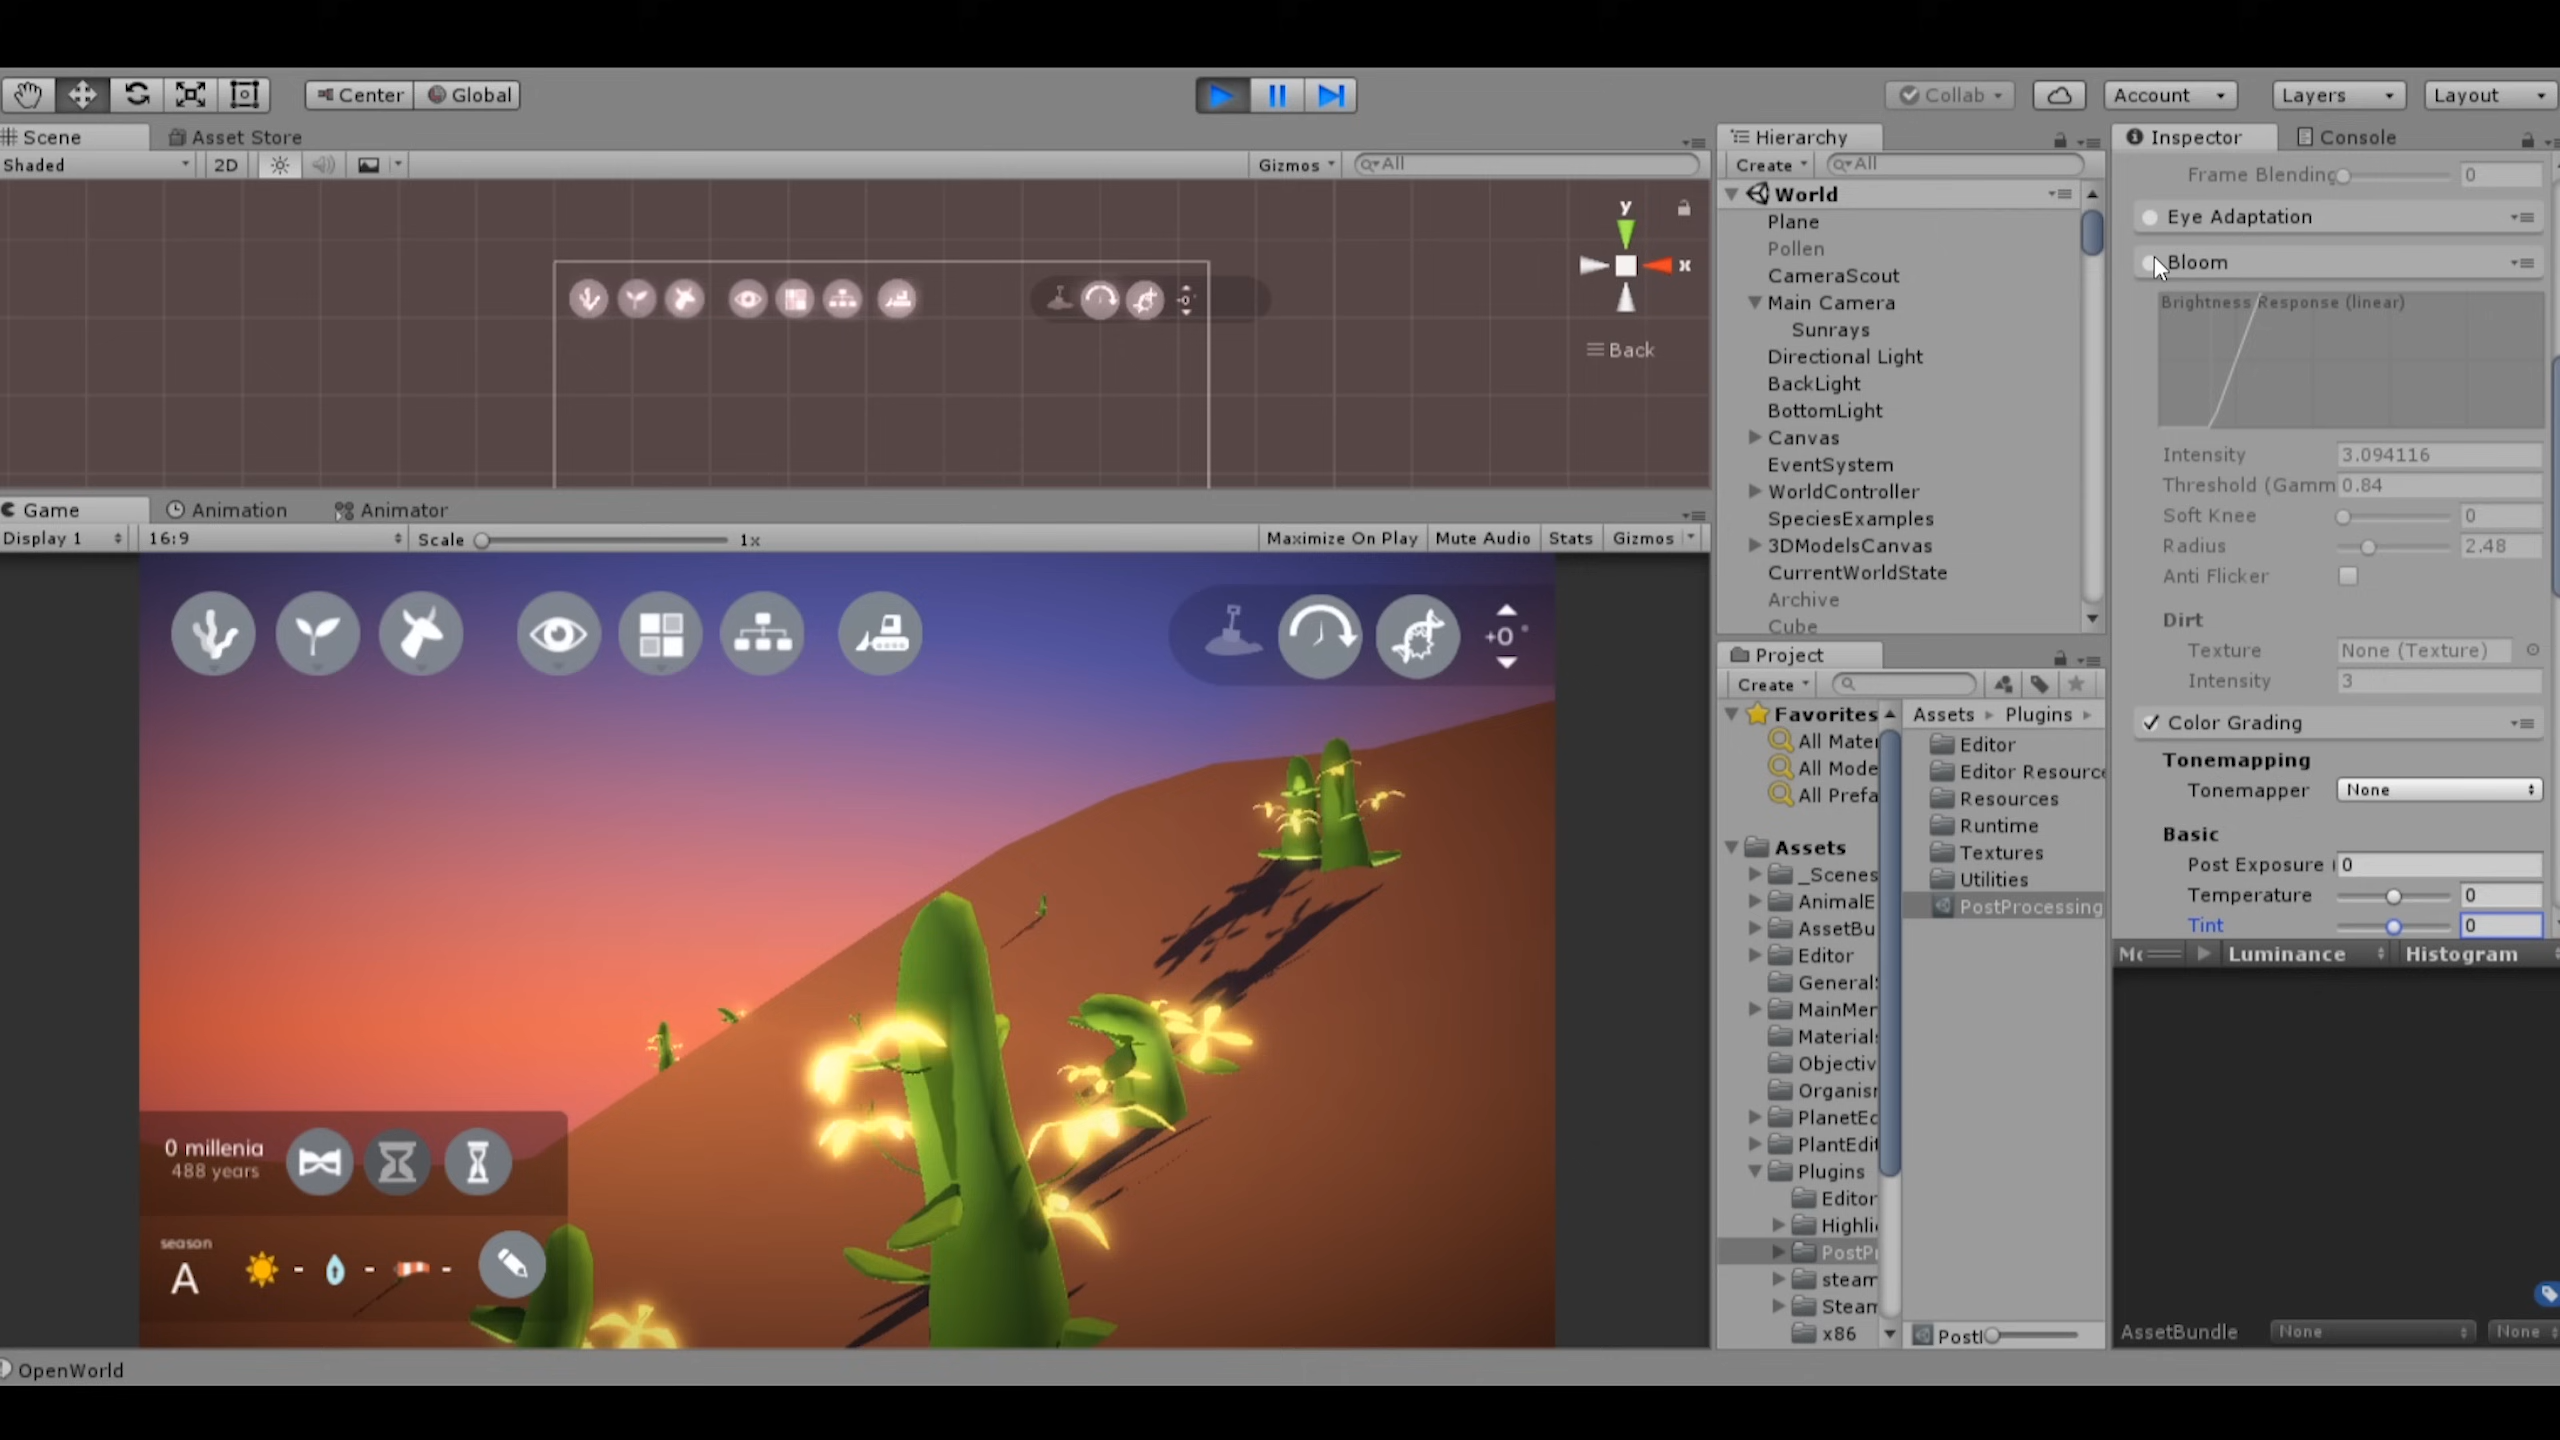 Center Global
Collab Account Layers Layout
Scene Asset Store
Shaded 2D Gizmos All
y
x
Back
Game Animation Animator
Display 1 16:9 Scale 1x Maximize On Play Mute Audio Stats Gizmos
+0 °
0 millenia
488 years
season
A - - -
Hierarchy
Create All
World
Plane
Pollen
CameraScout
Main Camera
Sunrays
Directional Light
BackLight
BottomLight
Canvas
EventSystem
WorldController
SpeciesExamples
3DModelsCanvas
CurrentWorldState
Archive
Cube
Project
Create
Favorites
All Mater
All Mode
All Prefa
Assets
_Scenes
AnimalE
AssetBu
Editor
General
MainMer
Materials
Objectiv
Organisr
PlanetEc
PlantEdit
Plugins
Editor
Highli
PostPr
steam
Steam
x86
Assets Plugins
Editor
Editor Resource
Resources
Runtime
Textures
Utilities
PostProcessing
PostI
Inspector Console
Frame Blending 0
Eye Adaptation
Bloom
Brightness Response (linear)
Intensity 3.094116
Threshold (Gamm 0.84
Soft Knee 0
Radius 2.48
Anti Flicker
Dirt
Texture None (Texture)
Intensity 3
Color Grading
Tonemapping
Tonemapper None
Basic
Post Exposure ( 0
Temperature 0
Tint 0
Luminance Histogram
AssetBundle None None
OpenWorld